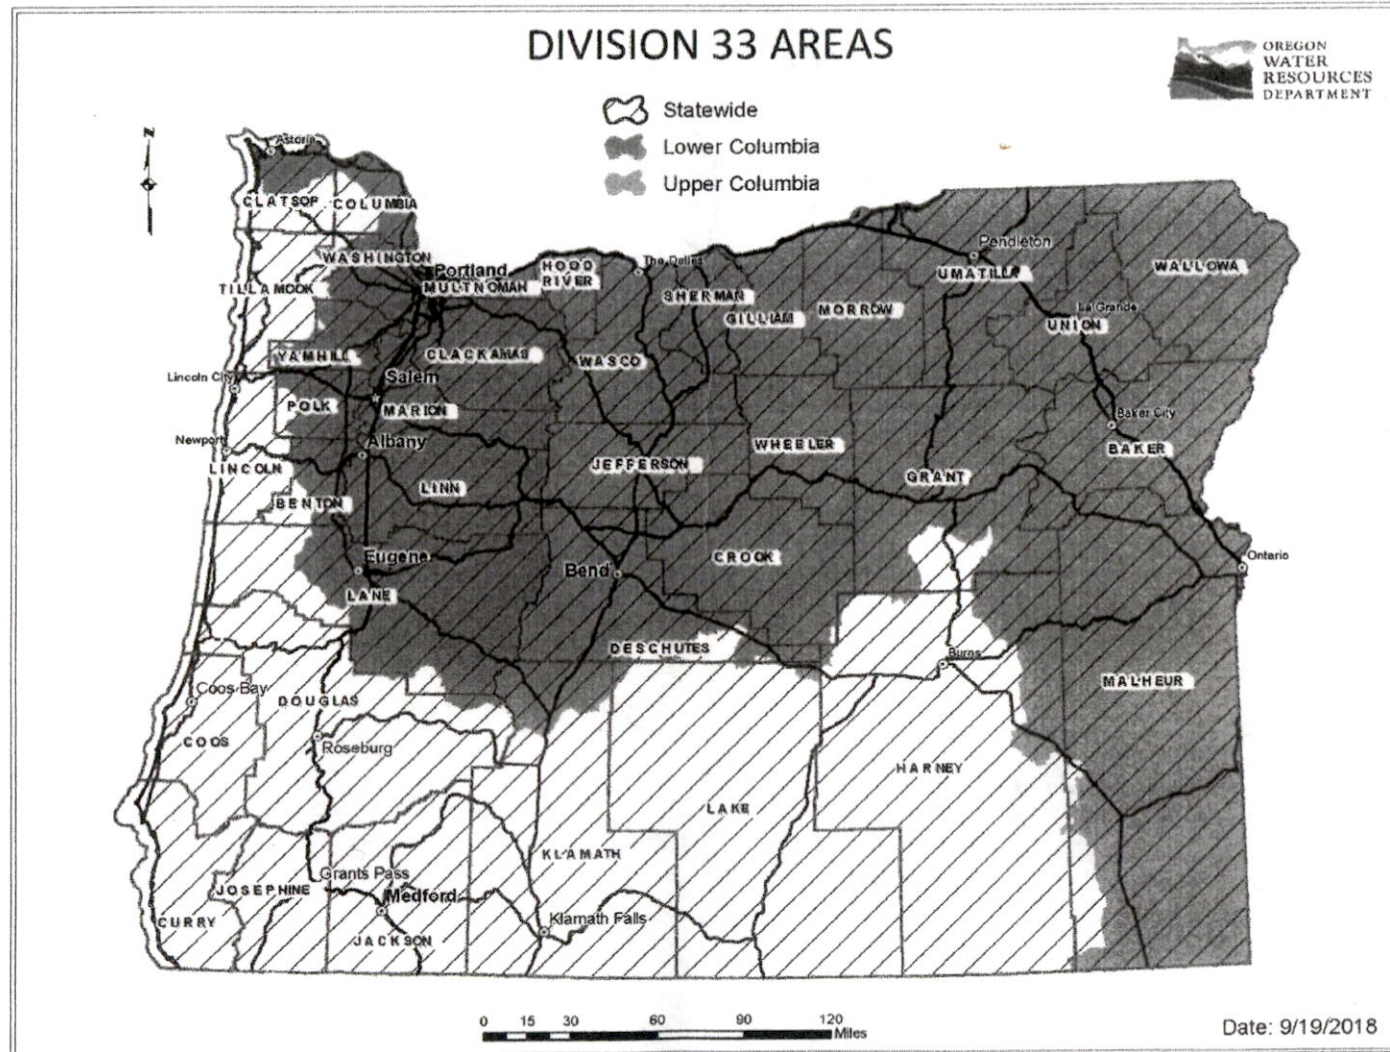 DIVISION 33 AREAS
OREGON
WATER
RESOURCES
DEPARTMENT
Statewide
Lower Columbia
Upper Columbia
N
Astoria
CLATSOP
COLUMBIA
WASHINGTON
Portland
MULTNOMAH
HOOD
RIVER
The Dalles
Pendleton
UMATILLA
WALLOWA
TILLAMOOK
SHERMAN
GILLIAM
MORROW
La Grande
UNION
YAMHILL
CLACKAMAS
WASCO
Lincoln City
Salem
POLK
MARION
Baker City
Newport
Albany
WHEELER
BAKER
LINCOLN
JEFFERSON
GRANT
BENTON
LINN
Eugene
Bend
CROOK
Ontario
LANE
DESCHUTES
Burns
MALHEUR
Coos Bay
DOUGLAS
COOS
Roseburg
HARNEY
LAKE
KLAMATH
Grants Pass
JOSEPHINE
Medford
CURRY
Klamath Falls
JACKSON
0 15 30 60 90 120
Miles
Date: 9/19/2018